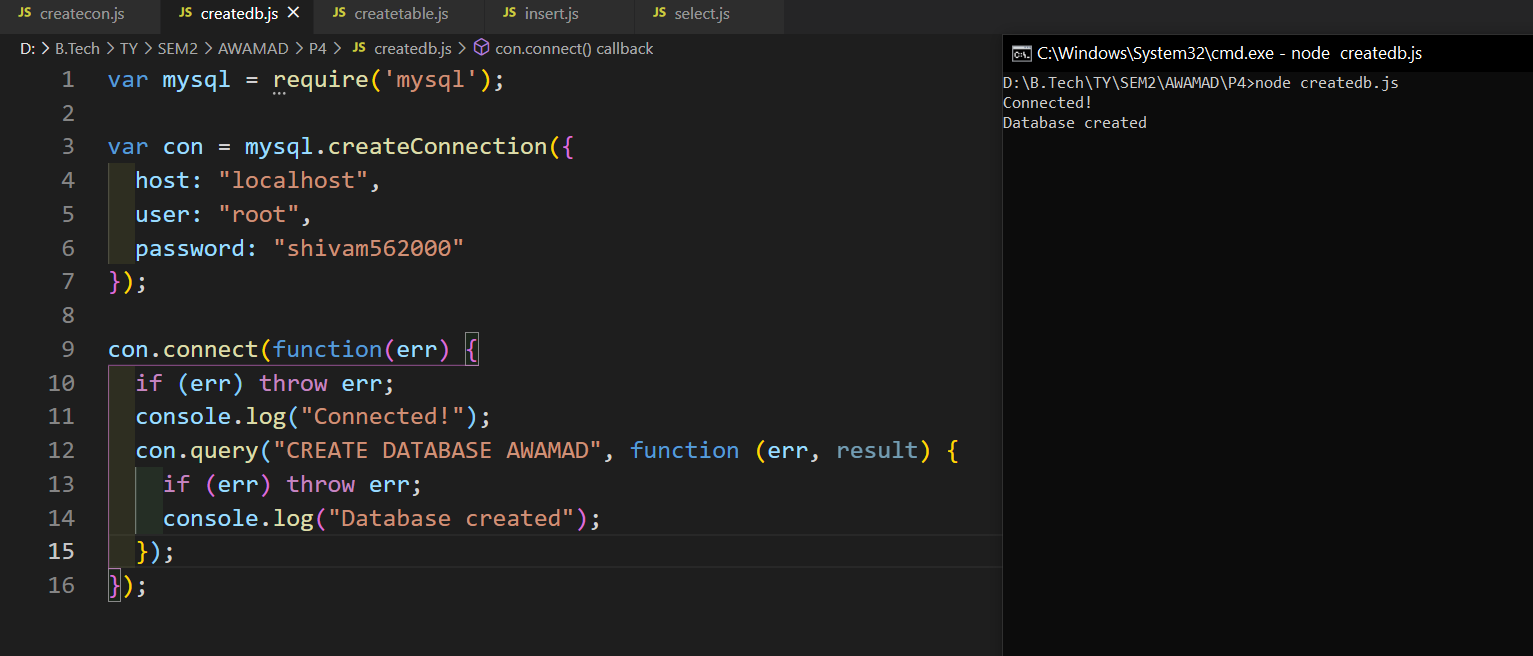 JS createcon.js JS createdb.js JS createtable.js JS insert.js JS select.js
D: > B.Tech > TY > SEM2 > AWAMAD > P4 > JS createdb.js > con.connect() callback
1 var mysql = require('mysql');
2
3 var con = mysql.createConnection({
4 host: "localhost",
5 user: "root",
6 password: "shivam562000"
7 });
8
9 con.connect(function(err) {
10 if (err) throw err;
11 console.log("Connected!");
12 con.query("CREATE DATABASE AWAMAD", function (err, result) {
13 if (err) throw err;
14 console.log("Database created");
15 });
16 });
C:\Windows\System32\cmd.exe - node createdb.js
D:\B.Tech\TY\SEM2\AWAMAD\P4>node createdb.js
Connected!
Database created